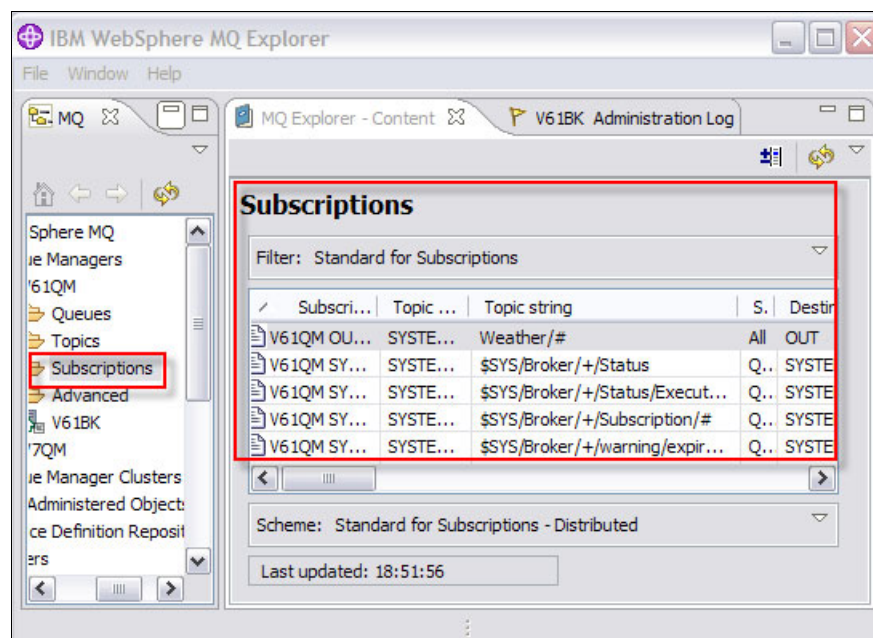 IBM WebSphere MQ Explorer
File Window Help
MQ
MQ Explorer - Content
V61BK Administration Log
Sphere MQ
ue Managers
'61QM
Queues
Topics
Subscriptions
Advanced
V61BK
'7QM
ue Manager Clusters
Administered Objects
ce Definition Reposit
ers
Subscriptions
Filter: Standard for Subscriptions
Subscri... Topic ... Topic string S. Destin
V61QM OU... SYSTE... Weather/# All OUT
V61QM SY... SYSTE... $SYS/Broker/+/Status Q.. SYSTE
V61QM SY... SYSTE... $SYS/Broker/+/Status/Execut... Q.. SYSTE
V61QM SY... SYSTE... $SYS/Broker/+/Subscription/# Q.. SYSTE
V61QM SY... SYSTE... $SYS/Broker/+/warning/expir... Q.. SYSTE
Scheme: Standard for Subscriptions - Distributed
Last updated: 18:51:56